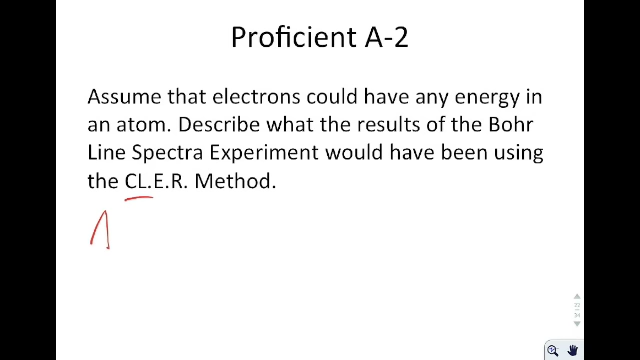 Proficient A-2
Assume that electrons could have any energy in
an atom. Describe what the results of the Bohr
Line Spectra Experiment would have been using
the CL.E.R. Method.